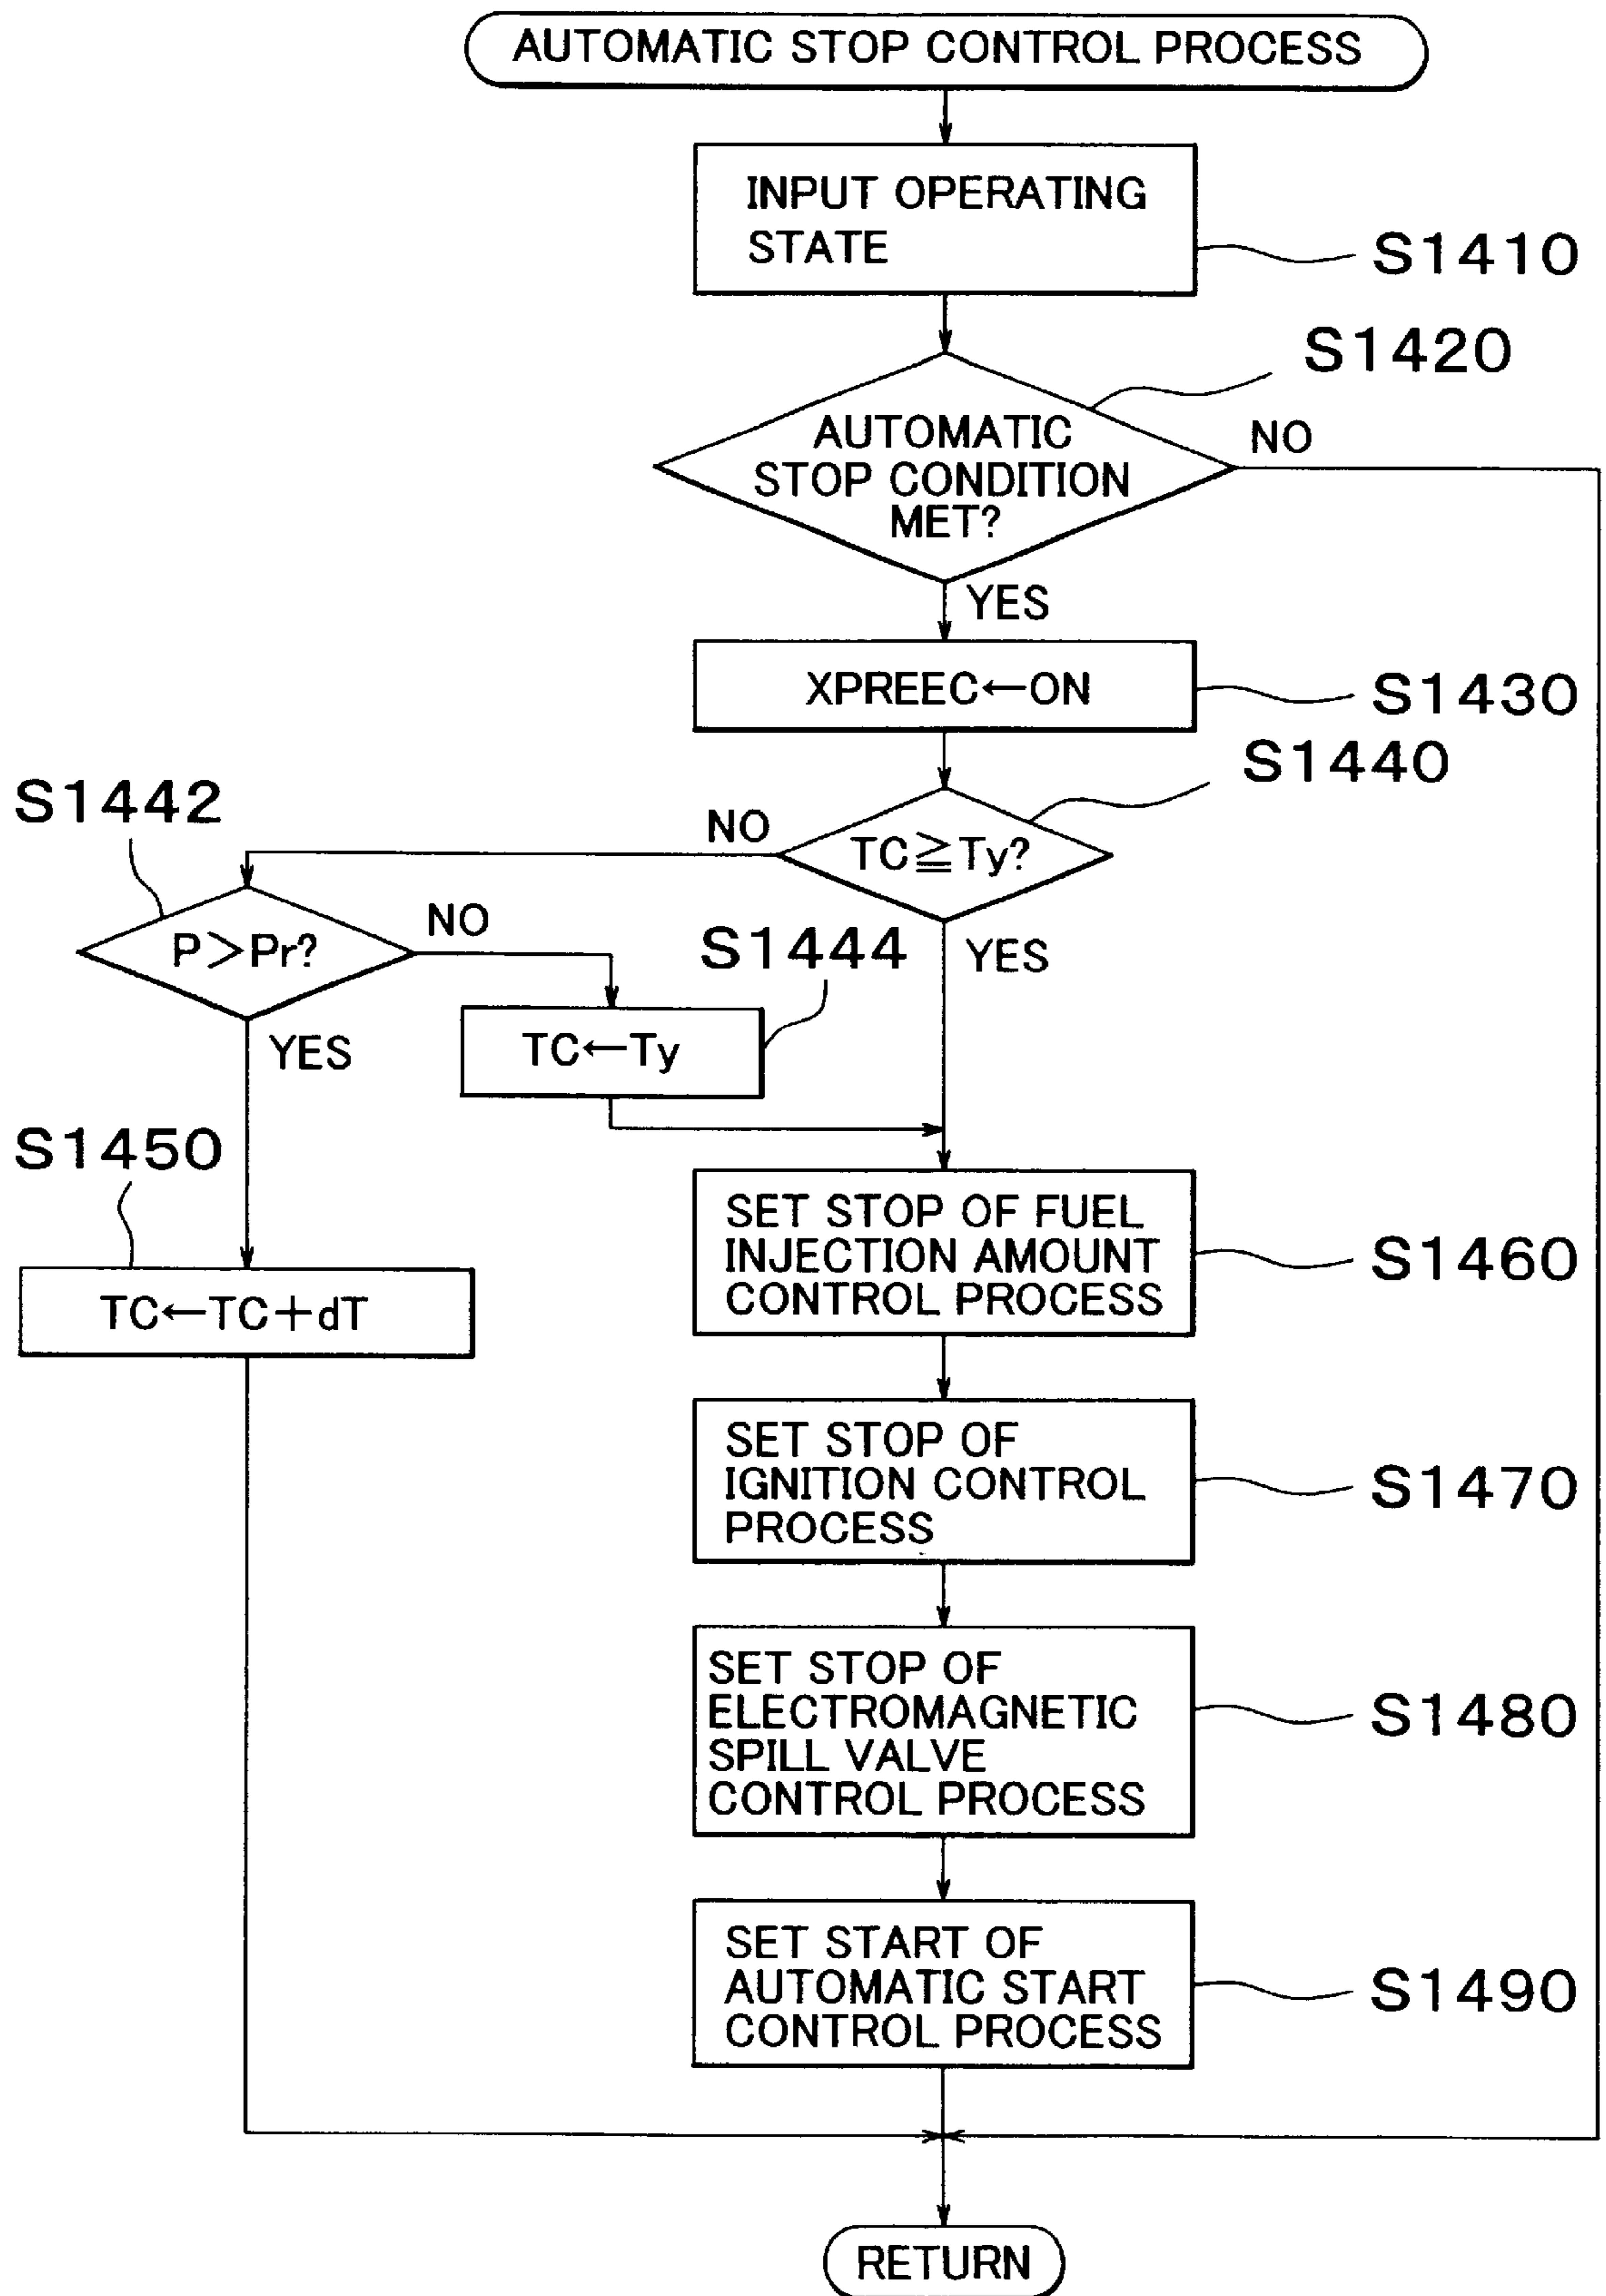 AUTOMATIC STOP CONTROL PROCESS
INPUT OPERATING
STATE
S1410
S1420
AUTOMATIC
STOP CONDITION
MET?
NO
YES
XPREEC←ON
S1430
S1440
TC≧Ty?
NO
YES
S1442
P>Pr?
NO
YES
S1444
TC←Ty
S1450
TC←TC+dT
SET STOP OF FUEL
INJECTION AMOUNT
CONTROL PROCESS
S1460
SET STOP OF
IGNITION CONTROL
PROCESS
S1470
SET STOP OF
ELECTROMAGNETIC
SPILL VALVE
CONTROL PROCESS
S1480
SET START OF
AUTOMATIC START
CONTROL PROCESS
S1490
RETURN